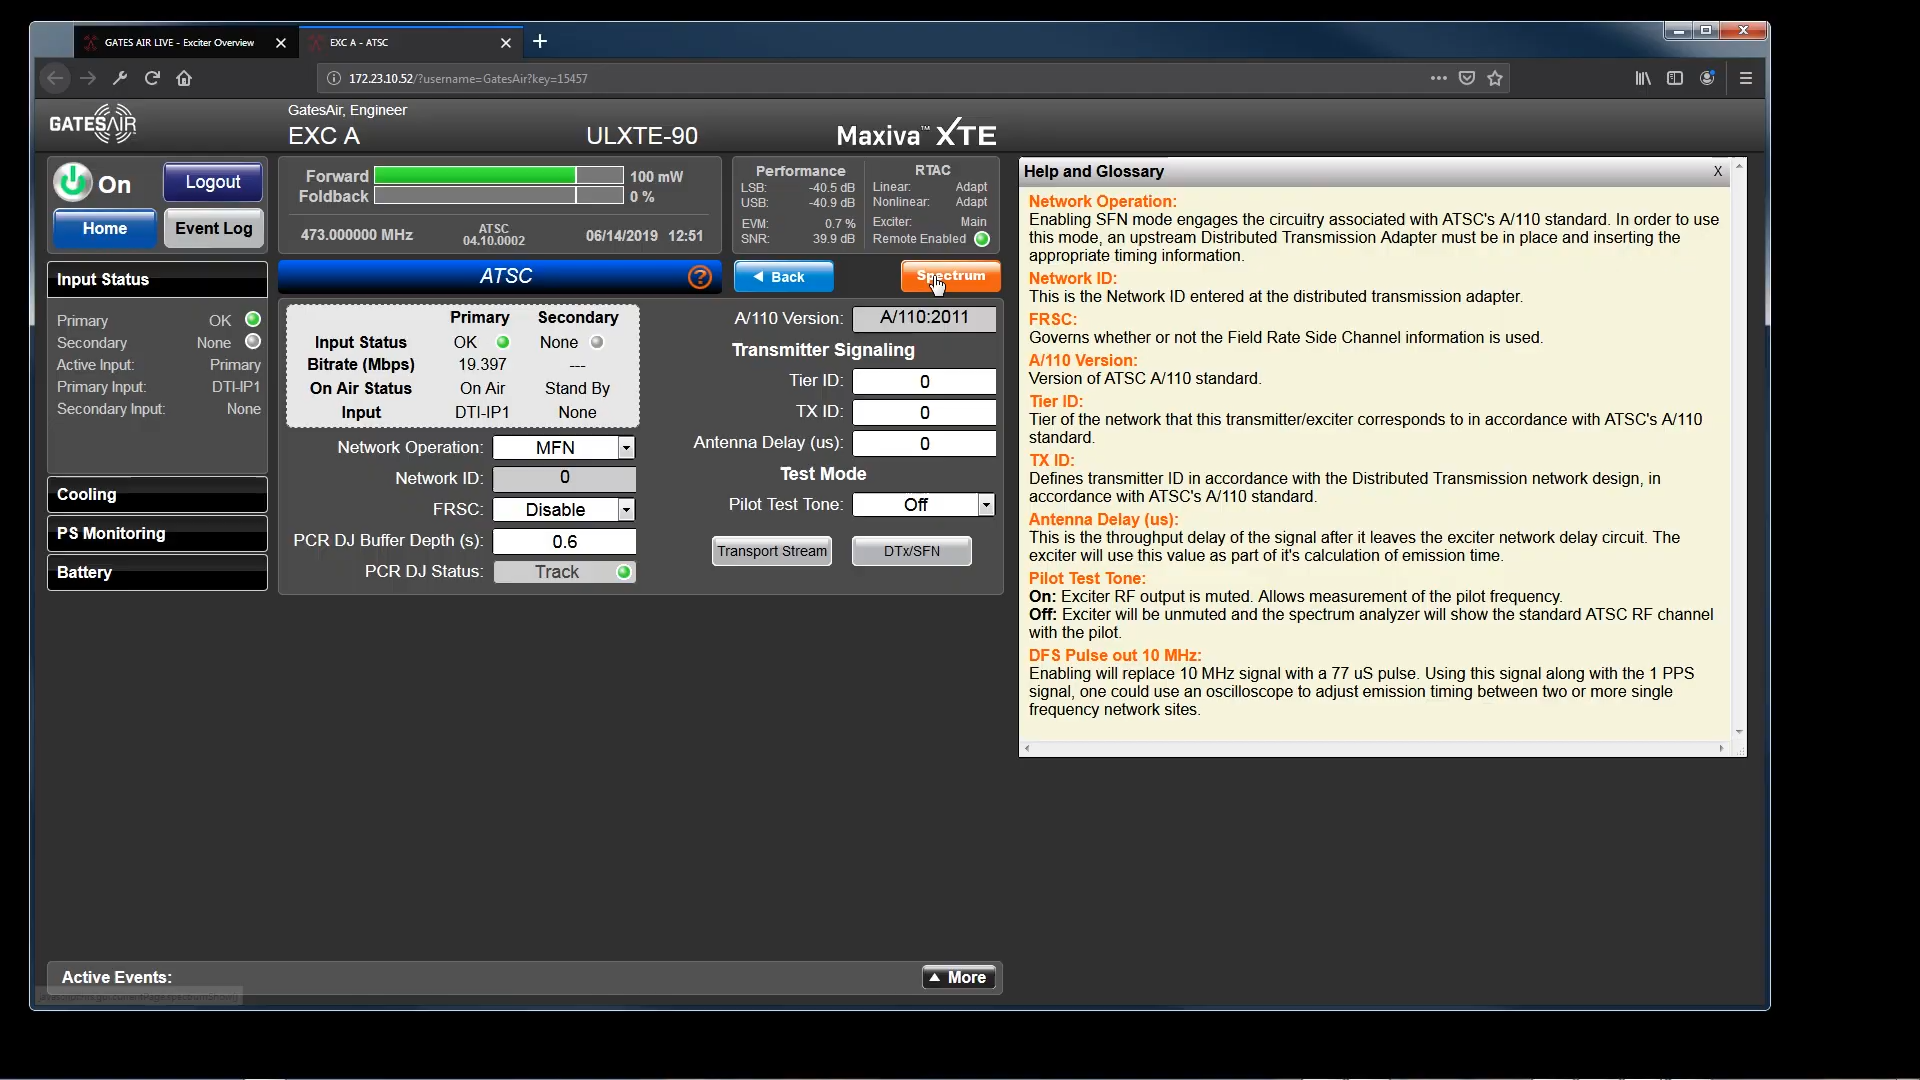 GATES AIR LIVE - Exciter Overview
EXC A - ATSC
172.23.10.52/?username=GatesAir?key=15457
GATESAIR
GatesAir, Engineer
EXC A
ULXTE-90
Maxiva™ XTE
On
Logout
Home
Event Log
Forward
100 mW
Foldback
0 %
473.000000 MHz
ATSC
04.10.0002
06/14/2019 12:51
Performance
LSB: -40.5 dB
USB: -40.9 dB
EVM: 0.7 %
SNR: 39.9 dB
RTAC
Linear: Adapt
Nonlinear: Adapt
Exciter: Main
Remote Enabled
Input Status
Primary OK
Secondary None
Active Input: Primary
Primary Input: DTI-IP1
Secondary Input: None
Cooling
PS Monitoring
Battery
ATSC
?
Back
Spectrum
Primary Secondary
Input Status OK None
Bitrate (Mbps) 19.397 ---
On Air Status On Air Stand By
Input DTI-IP1 None
Network Operation: MFN
Network ID: 0
FRSC: Disable
PCR DJ Buffer Depth (s): 0.6
PCR DJ Status: Track
A/110 Version: A/110:2011
Transmitter Signaling
Tier ID: 0
TX ID: 0
Antenna Delay (us): 0
Test Mode
Pilot Test Tone: Off
Transport Stream
DTx/SFN
Help and Glossary
X
Network Operation:
Enabling SFN mode engages the circuitry associated with ATSC's A/110 standard. In order to use
this mode, an upstream Distributed Transmission Adapter must be in place and inserting the
appropriate timing information.
Network ID:
This is the Network ID entered at the distributed transmission adapter.
FRSC:
Governs whether or not the Field Rate Side Channel information is used.
A/110 Version:
Version of ATSC A/110 standard.
Tier ID:
Tier of the network that this transmitter/exciter corresponds to in accordance with ATSC's A/110
standard.
TX ID:
Defines transmitter ID in accordance with the Distributed Transmission network design, in
accordance with ATSC's A/110 standard.
Antenna Delay (us):
This is the throughput delay of the signal after it leaves the exciter network delay circuit. The
exciter will use this value as part of it's calculation of emission time.
Pilot Test Tone:
On: Exciter RF output is muted. Allows measurement of the pilot frequency.
Off: Exciter will be unmuted and the spectrum analyzer will show the standard ATSC RF channel
with the pilot.
DFS Pulse out 10 MHz:
Enabling will replace 10 MHz signal with a 77 uS pulse. Using this signal along with the 1 PPS
signal, one could use an oscilloscope to adjust emission timing between two or more single
frequency network sites.
Active Events:
More